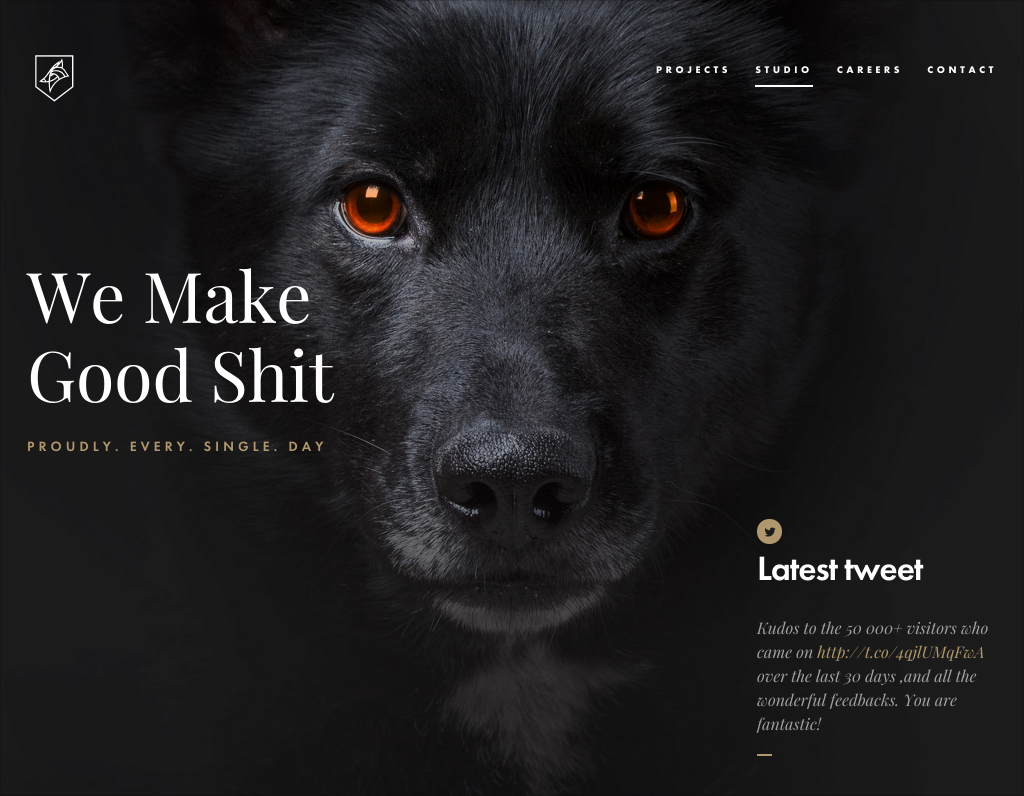 PROJECTS STUDIO CAREERS CONTACT
We Make
Good Shit
PROUDLY. EVERY. SINGLE. DAY
Latest tweet
Kudos to the 50 000+ visitors who
came on http://t.co/4qjlUMqFwA
over the last 30 days ,and all the
wonderful feedbacks. You are
fantastic!